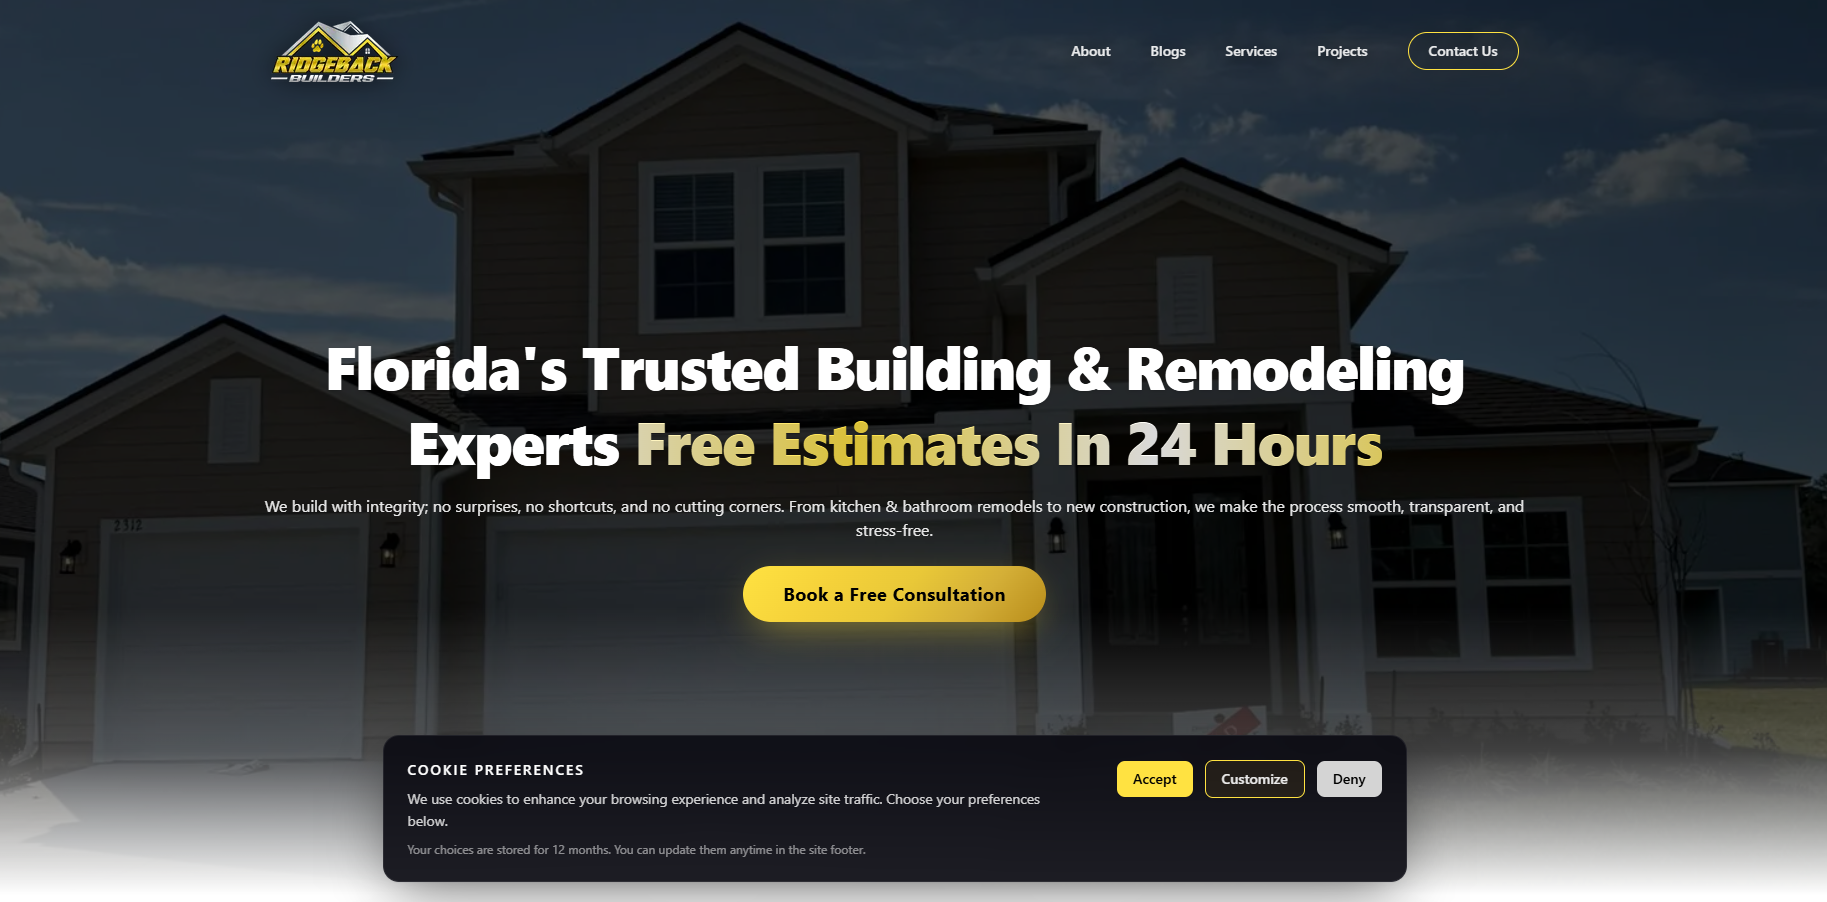 RIDGEBACK
BUILDERS
About
Blogs
Services
Projects
Contact Us
Florida's Trusted Building & Remodeling
Experts Free Estimates In 24 Hours
We build with integrity; no surprises, no shortcuts, and no cutting corners. From kitchen & bathroom remodels to new construction, we make the process smooth, transparent, and
stress-free.
2312
Book a Free Consultation
COOKIE PREFERENCES
We use cookies to enhance your browsing experience and analyze site traffic. Choose your preferences
below.
Your choices are stored for 12 months. You can update them anytime in the site footer.
Accept
Customize
Deny